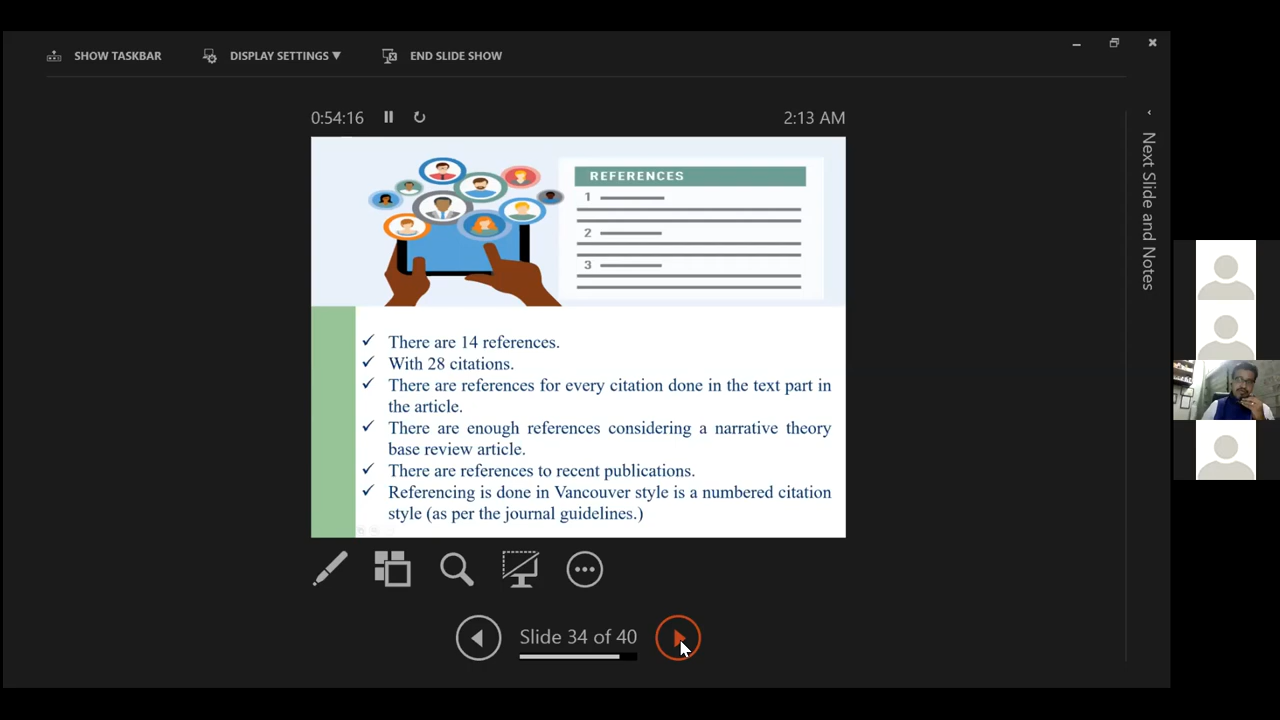 SHOW TASKBAR
DISPLAY SETTINGS ▼
END SLIDE SHOW
0:54:16
2:13 AM
REFERENCES
1
2
3
✓ There are 14 references.
✓ With 28 citations.
✓ There are references for every citation done in the text part in
the article.
✓ There are enough references considering a narrative theory
base review article.
✓ There are references to recent publications.
✓ Referencing is done in Vancouver style is a numbered citation
style (as per the journal guidelines.)
Slide 34 of 40
Next Slide and Notes